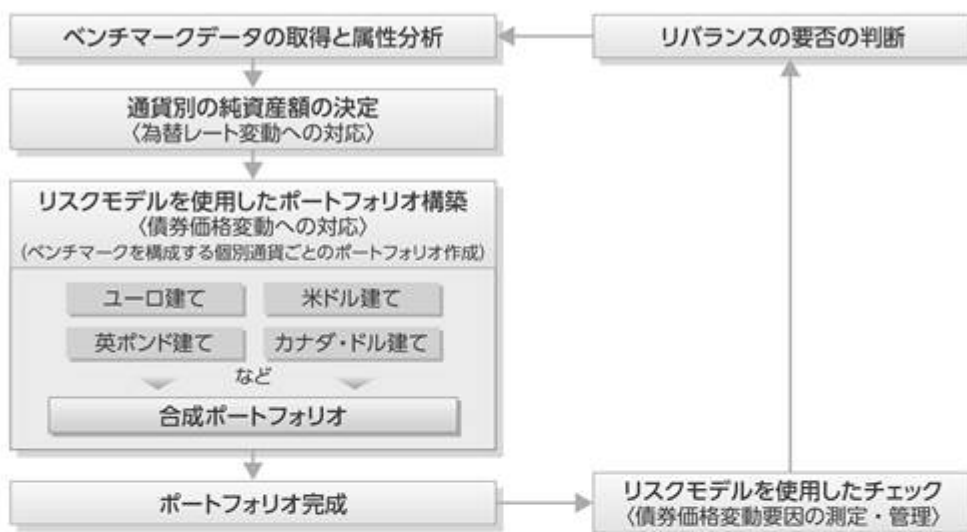 ベンチマークデータの取得と属性分析
リバランスの要否の判断
通貨別の純資産額の決定
〈為替レート変動への対応〉
リスクモデルを使用したポートフォリオ構築
〈債券価格変動への対応〉
(ベンチマークを構成する個別通貨ごとのポートフォリオ作成)
ユーロ建て
米ドル建て
英ポンド建て
カナダ・ドル建て
など
合成ポートフォリオ
ポートフォリオ完成
リスクモデルを使用したチェック
〈債券価格変動要因の測定・管理〉